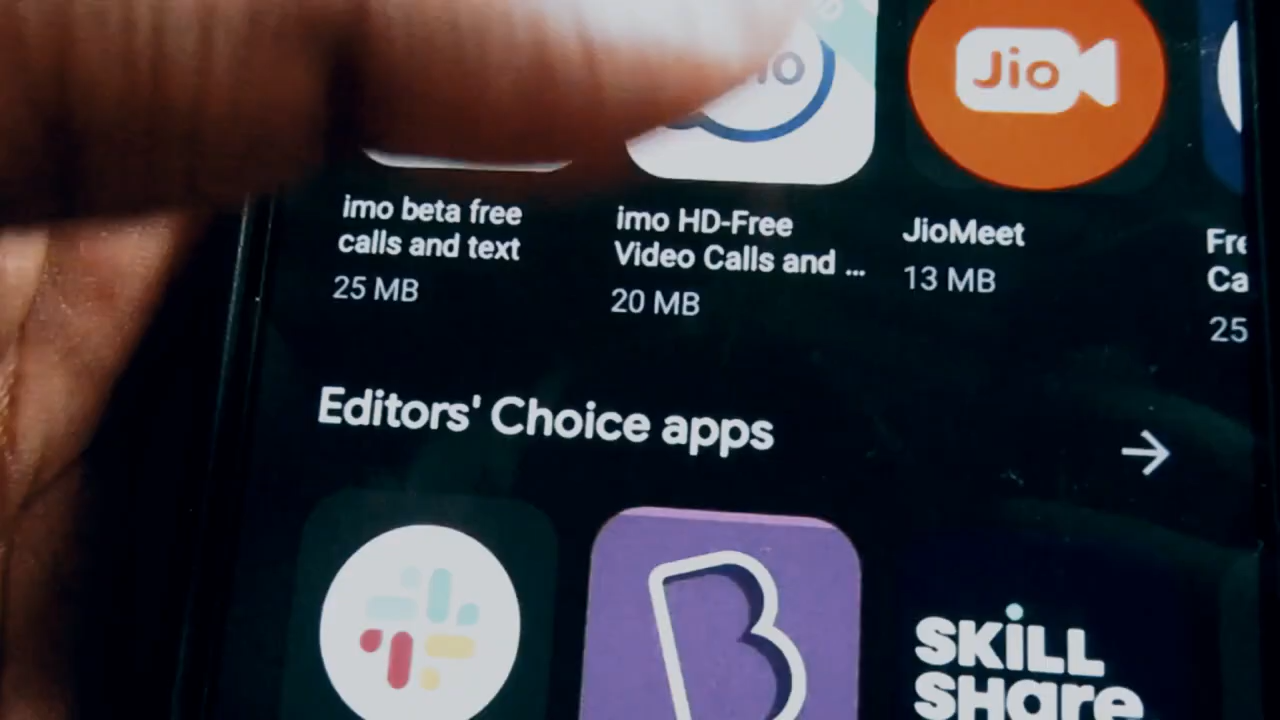 Jio
imo beta free
calls and text
25 MB
imo HD-Free
Video Calls and ...
20 MB
JioMeet
13 MB
25
Editors' Choice apps
B
SKiLL
SHare